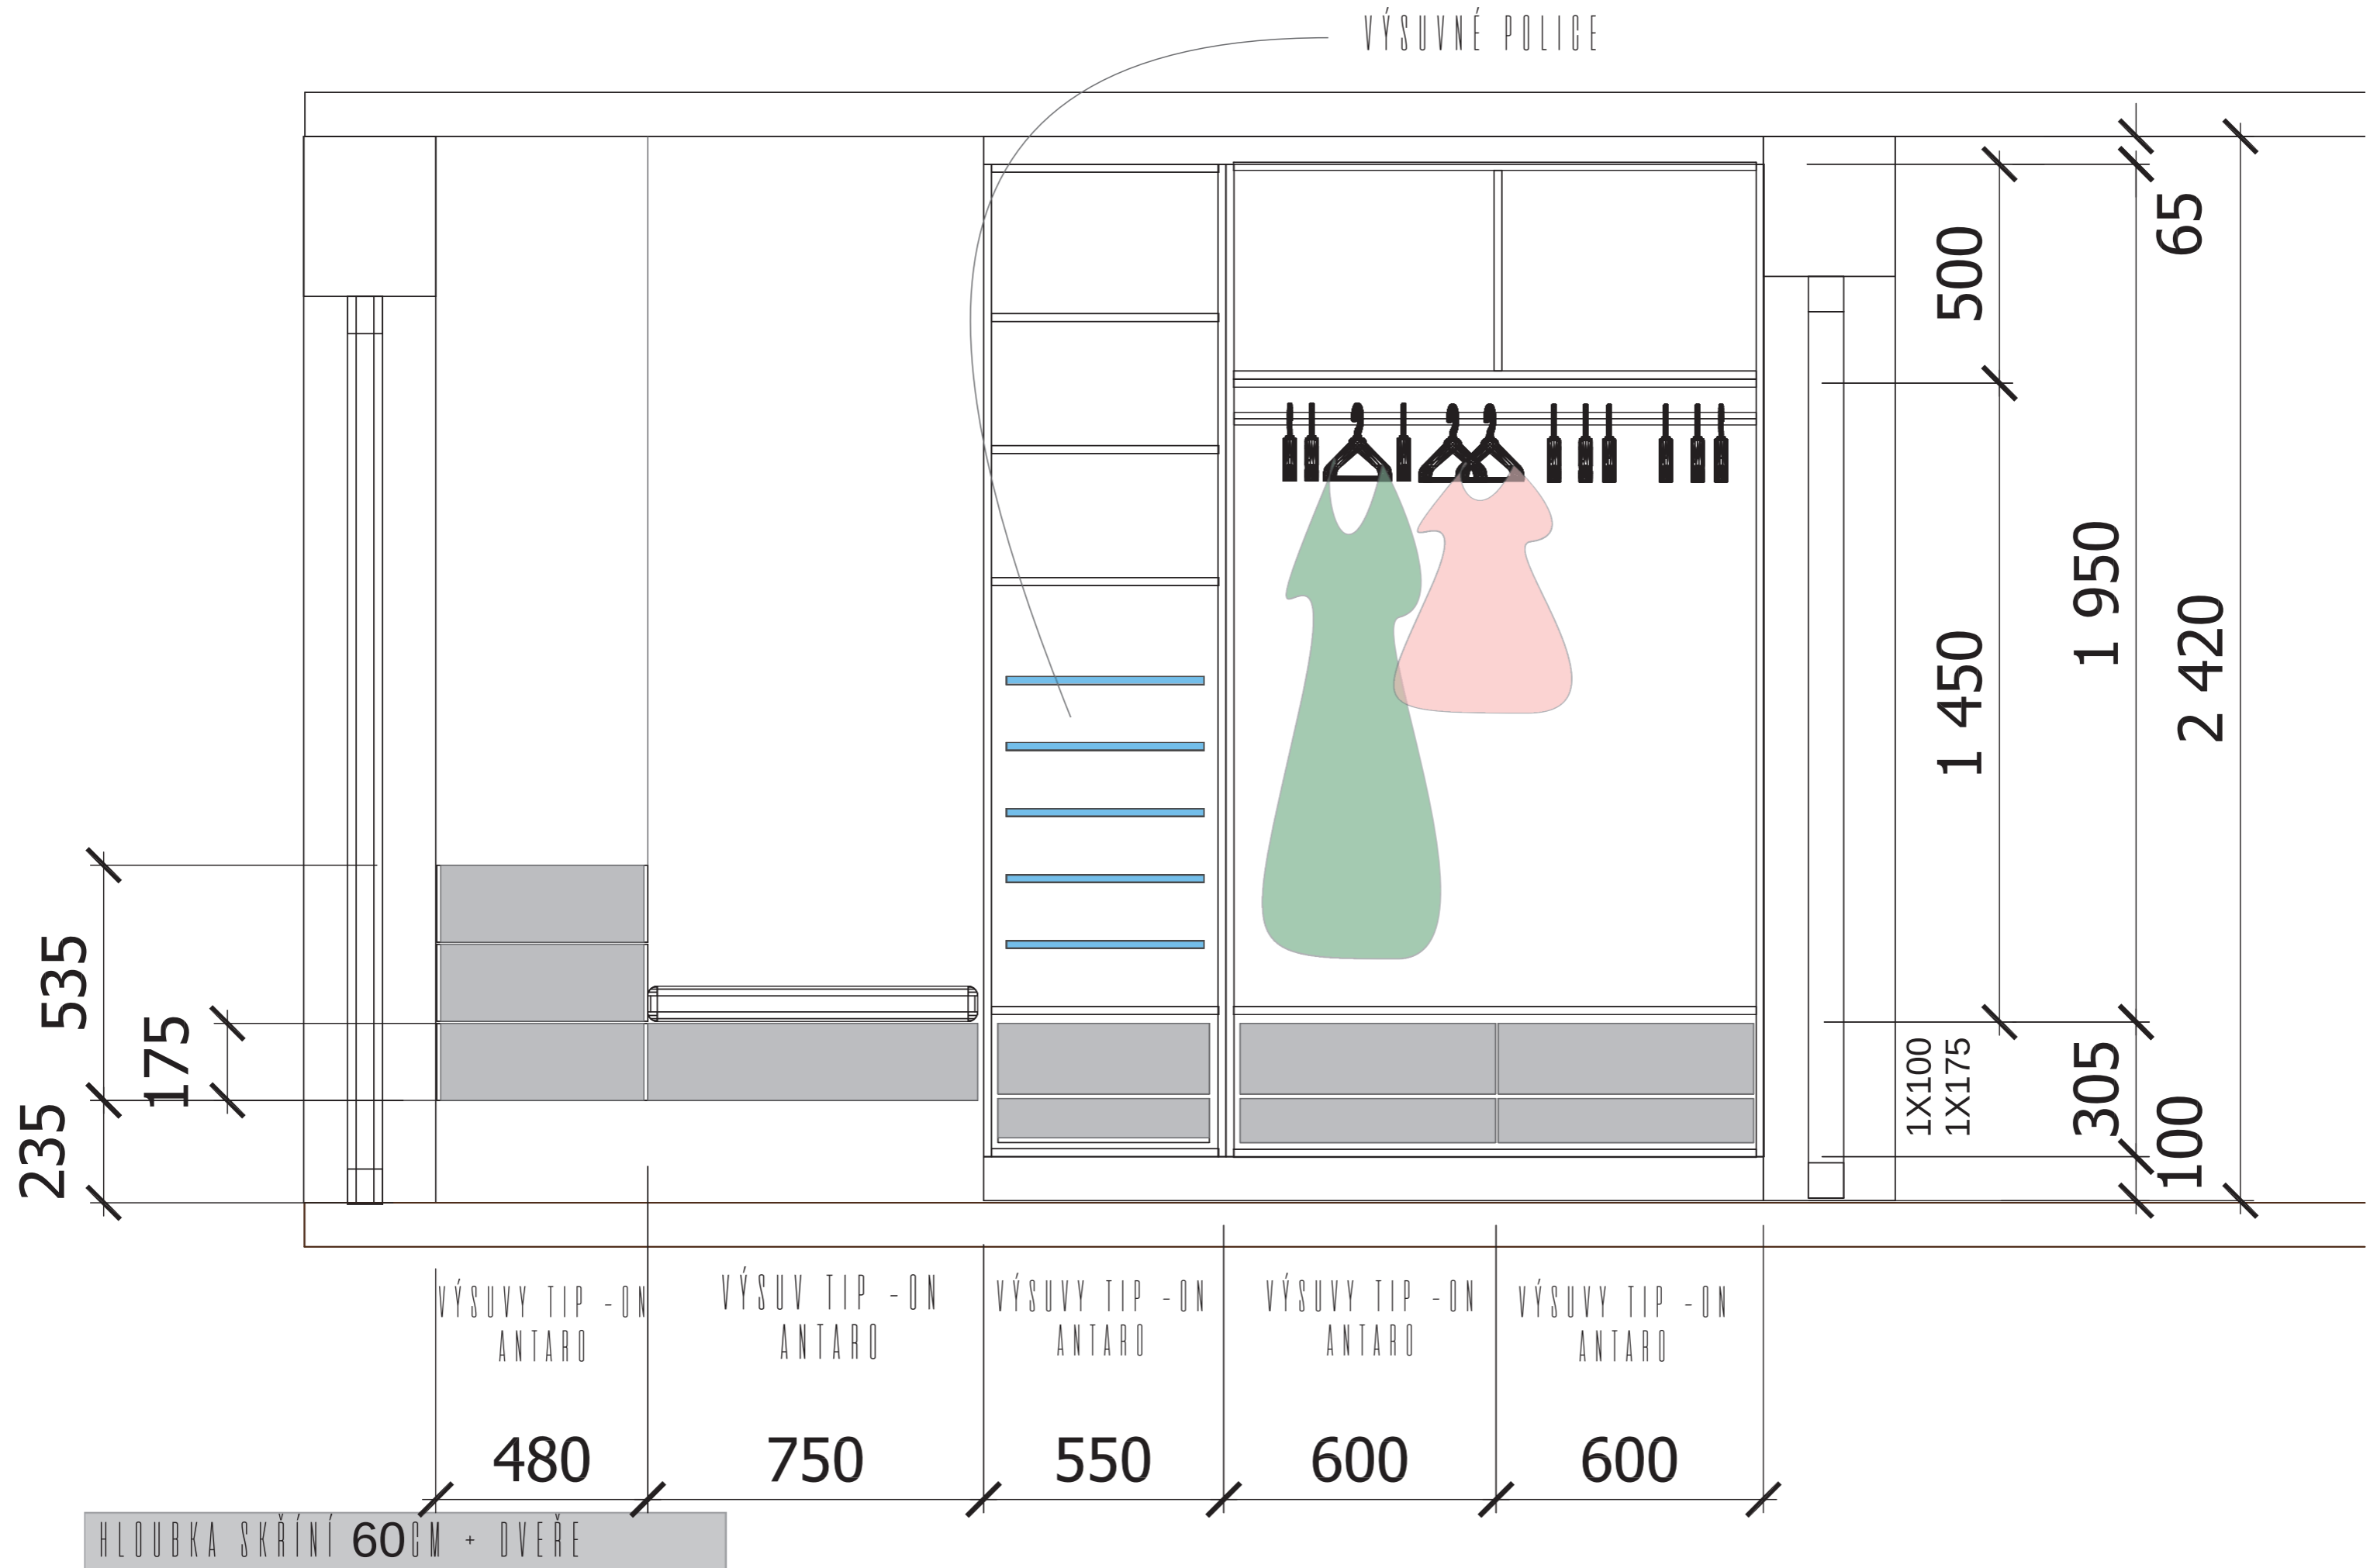 VÝSUVNÉ POLICE
65
500
1 950
2 420
1 450
535
175
235
1X100
1X175
305
100
VÝSUVY TIP -ON
ANTARO
VÝSUV TIP -ON
ANTARO
VÝSUVY TIP -ON
ANTARO
VÝSUVY TIP -ON
ANTARO
VÝSUVY TIP -ON
ANTARO
480
750
550
600
600
HLOUBKA SKŘÍNÍ 60CM + DVEŘE